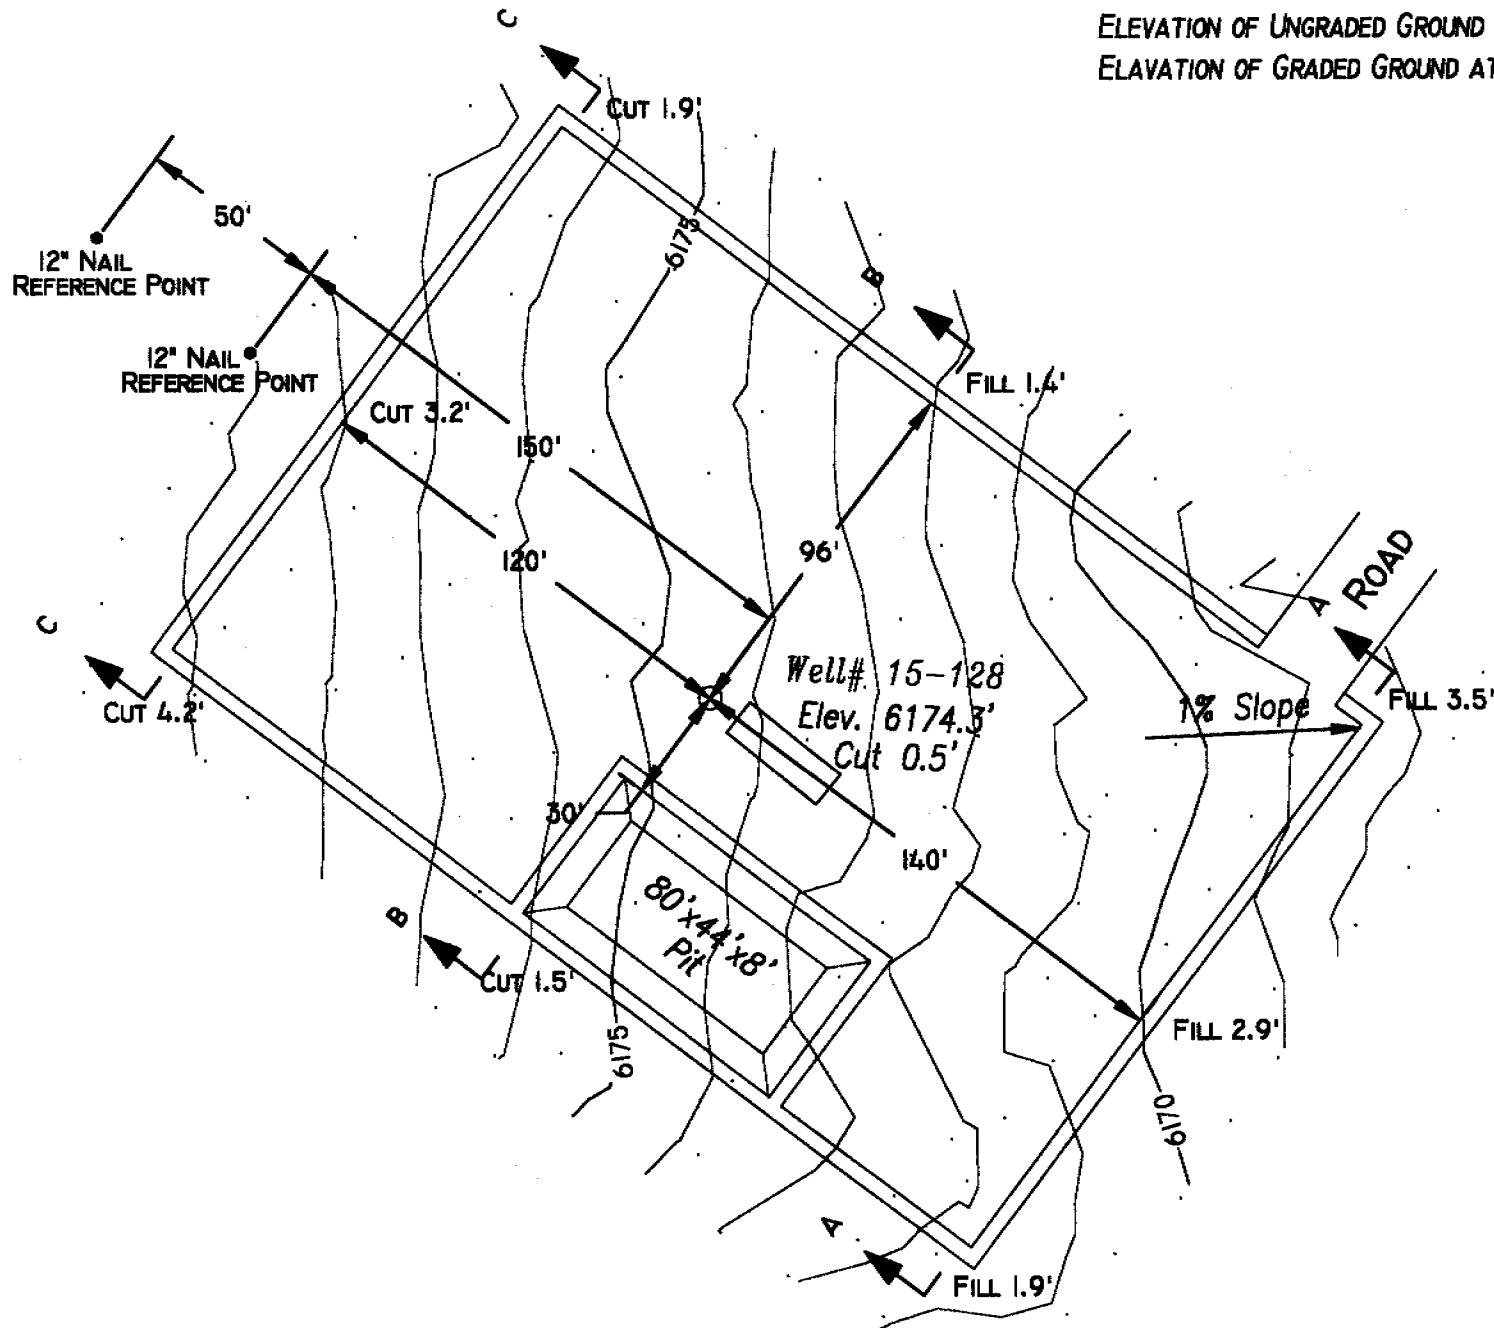 ELEVATION OF UNGRADED GROUND
ELAVATION OF GRADED GROUND AT
C
CUT 1.9'
50'
6175
12" NAIL
REFERENCE POINT
B
12" NAIL
REFERENCE POINT
FILL 1.4'
CUT 3.2'
150'
96'
120'
ROAD
A
C
Well# 15-128
Elev. 6174.3'
Cut 0.5'
1% Slope
FILL 3.5'
CUT 4.2'
30'
140'
80'x44'x8'
Pit
B
CUT 1.5'
FILL 2.9'
6175
6170
A
FILL 1.9'